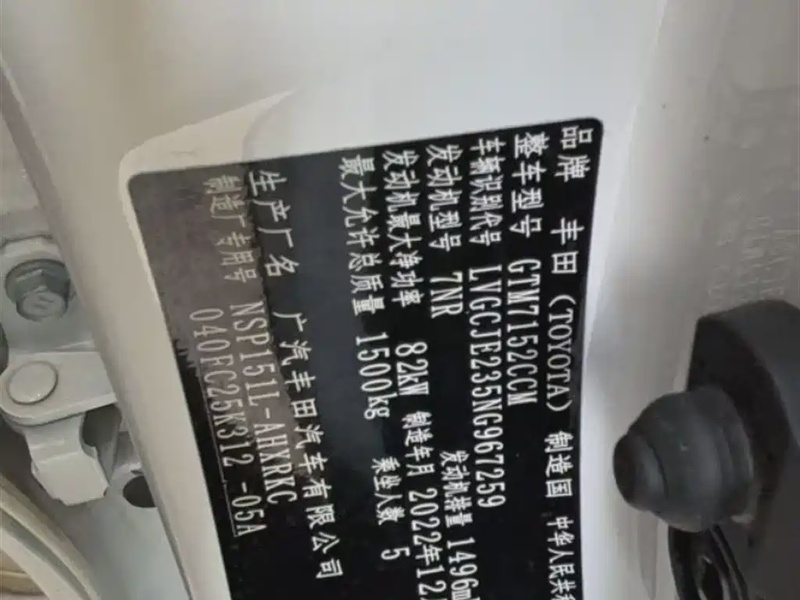 品牌 丰田（TOYOTA） 制造国 中华人民共和
整车型号 GTM7152CCM
车辆识别代号 LVGCJE235NG967259
发动机型号 7NR 发动机排量 1496m
发动机最大净功率 82kW 制造年月 2022年12
最大允许总质量 1500kg 乘坐人数 5
生产厂名 广汽丰田汽车有限公司
制造厂专用号 NSP151L-AHXRKC
040FC25K312 -05A